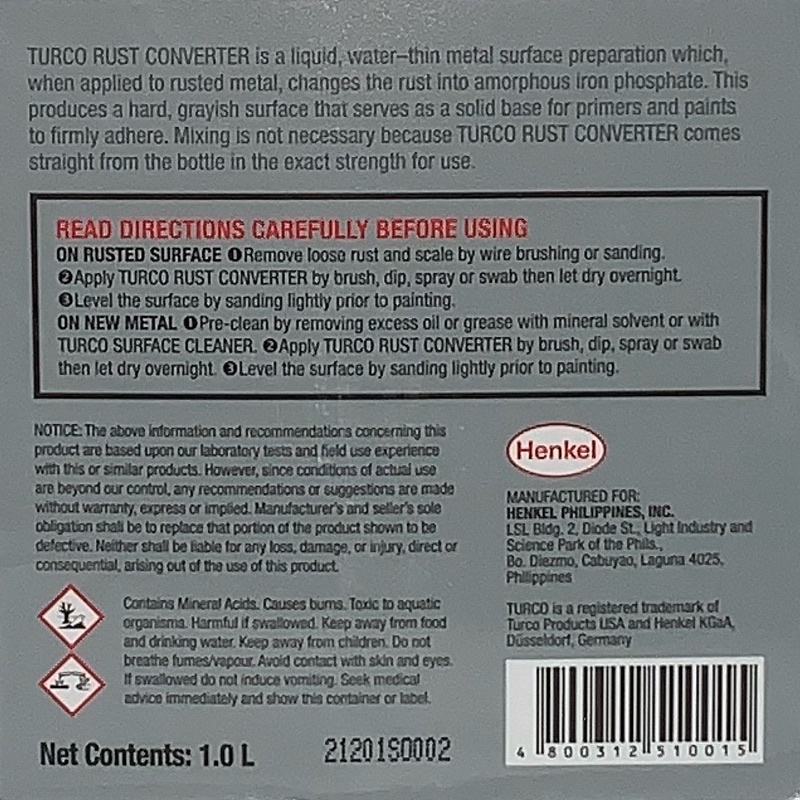 TURCO RUST CONVERTER is a liquid, water–thin metal surface preparation which,
when applied to rusted metal, changes the rust into amorphous iron phosphate. This
produces a hard, grayish surface that serves as a solid base for primers and paints
to firmly adhere. Mixing is not necessary because TURCO RUST CONVERTER comes
straight from the bottle in the exact strength for use.
READ DIRECTIONS CAREFULLY BEFORE USING
ON RUSTED SURFACE ❶Remove loose rust and scale by wire brushing or sanding.
❷Apply TURCO RUST CONVERTER by brush, dip, spray or swab then let dry overnight.
❸Level the surface by sanding lightly prior to painting.
ON NEW METAL ❶Pre-clean by removing excess oil or grease with mineral solvent or with
TURCO SURFACE CLEANER. ❷Apply TURCO RUST CONVERTER by brush, dip, spray or swab
then let dry overnight. ❸Level the surface by sanding lightly prior to painting.
NOTICE: The above information and recommendations concerning this
product are based upon our laboratory tests and field use experience
with this or similar products. However, since conditions of actual use
are beyond our control, any recommendations or suggestions are made
without warranty, express or implied. Manufacturer's and seller's sole
obligation shall be to replace that portion of the product shown to be
defective. Neither shall be liable for any loss, damage, or injury, direct or
consequential, arising out of the use of this product.
Contains Mineral Acids. Causes burns. Toxic to aquatic
organisms. Harmful if swallowed. Keep away from food
and drinking water. Keep away from children. Do not
breathe fumes/vapour. Avoid contact with skin and eyes.
If swallowed do not induce vomiting. Seek medical
advice immediately and show this container or label.
Net Contents: 1.0 L
2120190002
Henkel
MANUFACTURED FOR:
HENKEL PHILIPPINES, INC.
LSL Bldg. 2, Diode St., Light Industry and
Science Park of the Phils.,
Bo. Diezmo, Cabuyao, Laguna 4025,
Philippines
TURCO is a registered trademark of
Turco Products USA and Henkel KGaA,
Düsseldorf, Germany
4 800312 510015